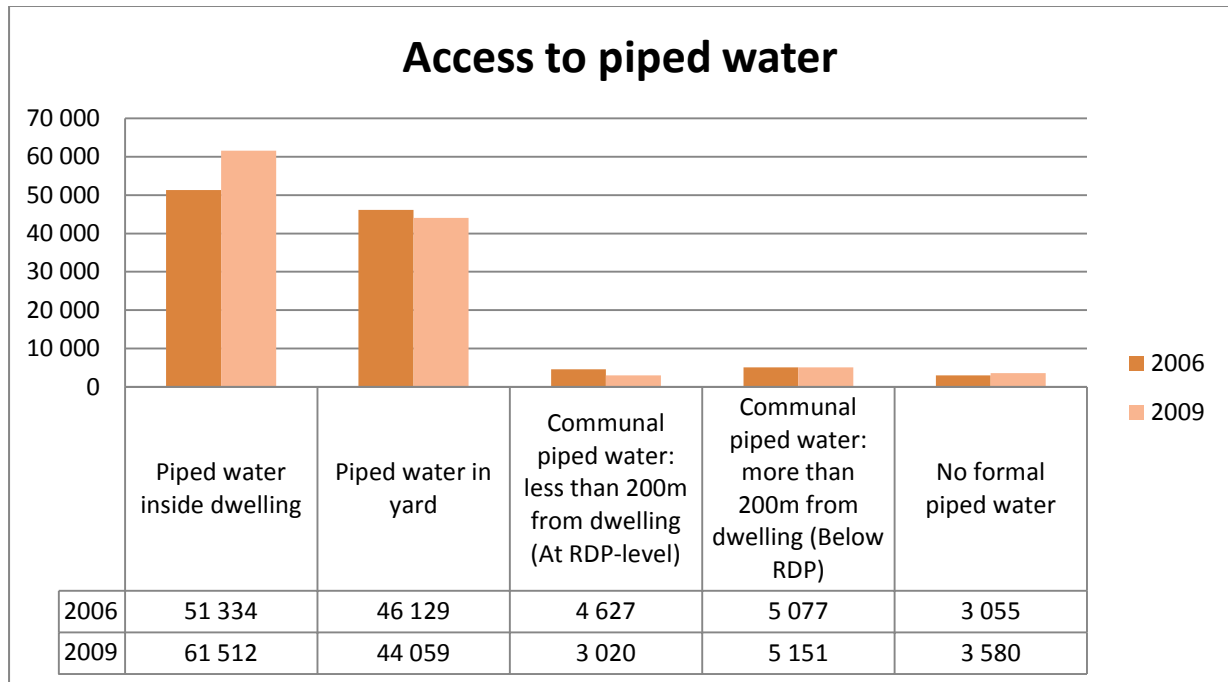 Access to piped water
70 000
60 000
50 000
40 000
30 000
20 000
10 000
0
2006
2009
Piped water
inside dwelling
Piped water in
yard
Communal
piped water:
less than 200m
from dwelling
(At RDP-level)
Communal
piped water:
more than
200m from
dwelling (Below
RDP)
No formal
piped water
2006 51 334 46 129 4 627 5 077 3 055
2009 61 512 44 059 3 020 5 151 3 580